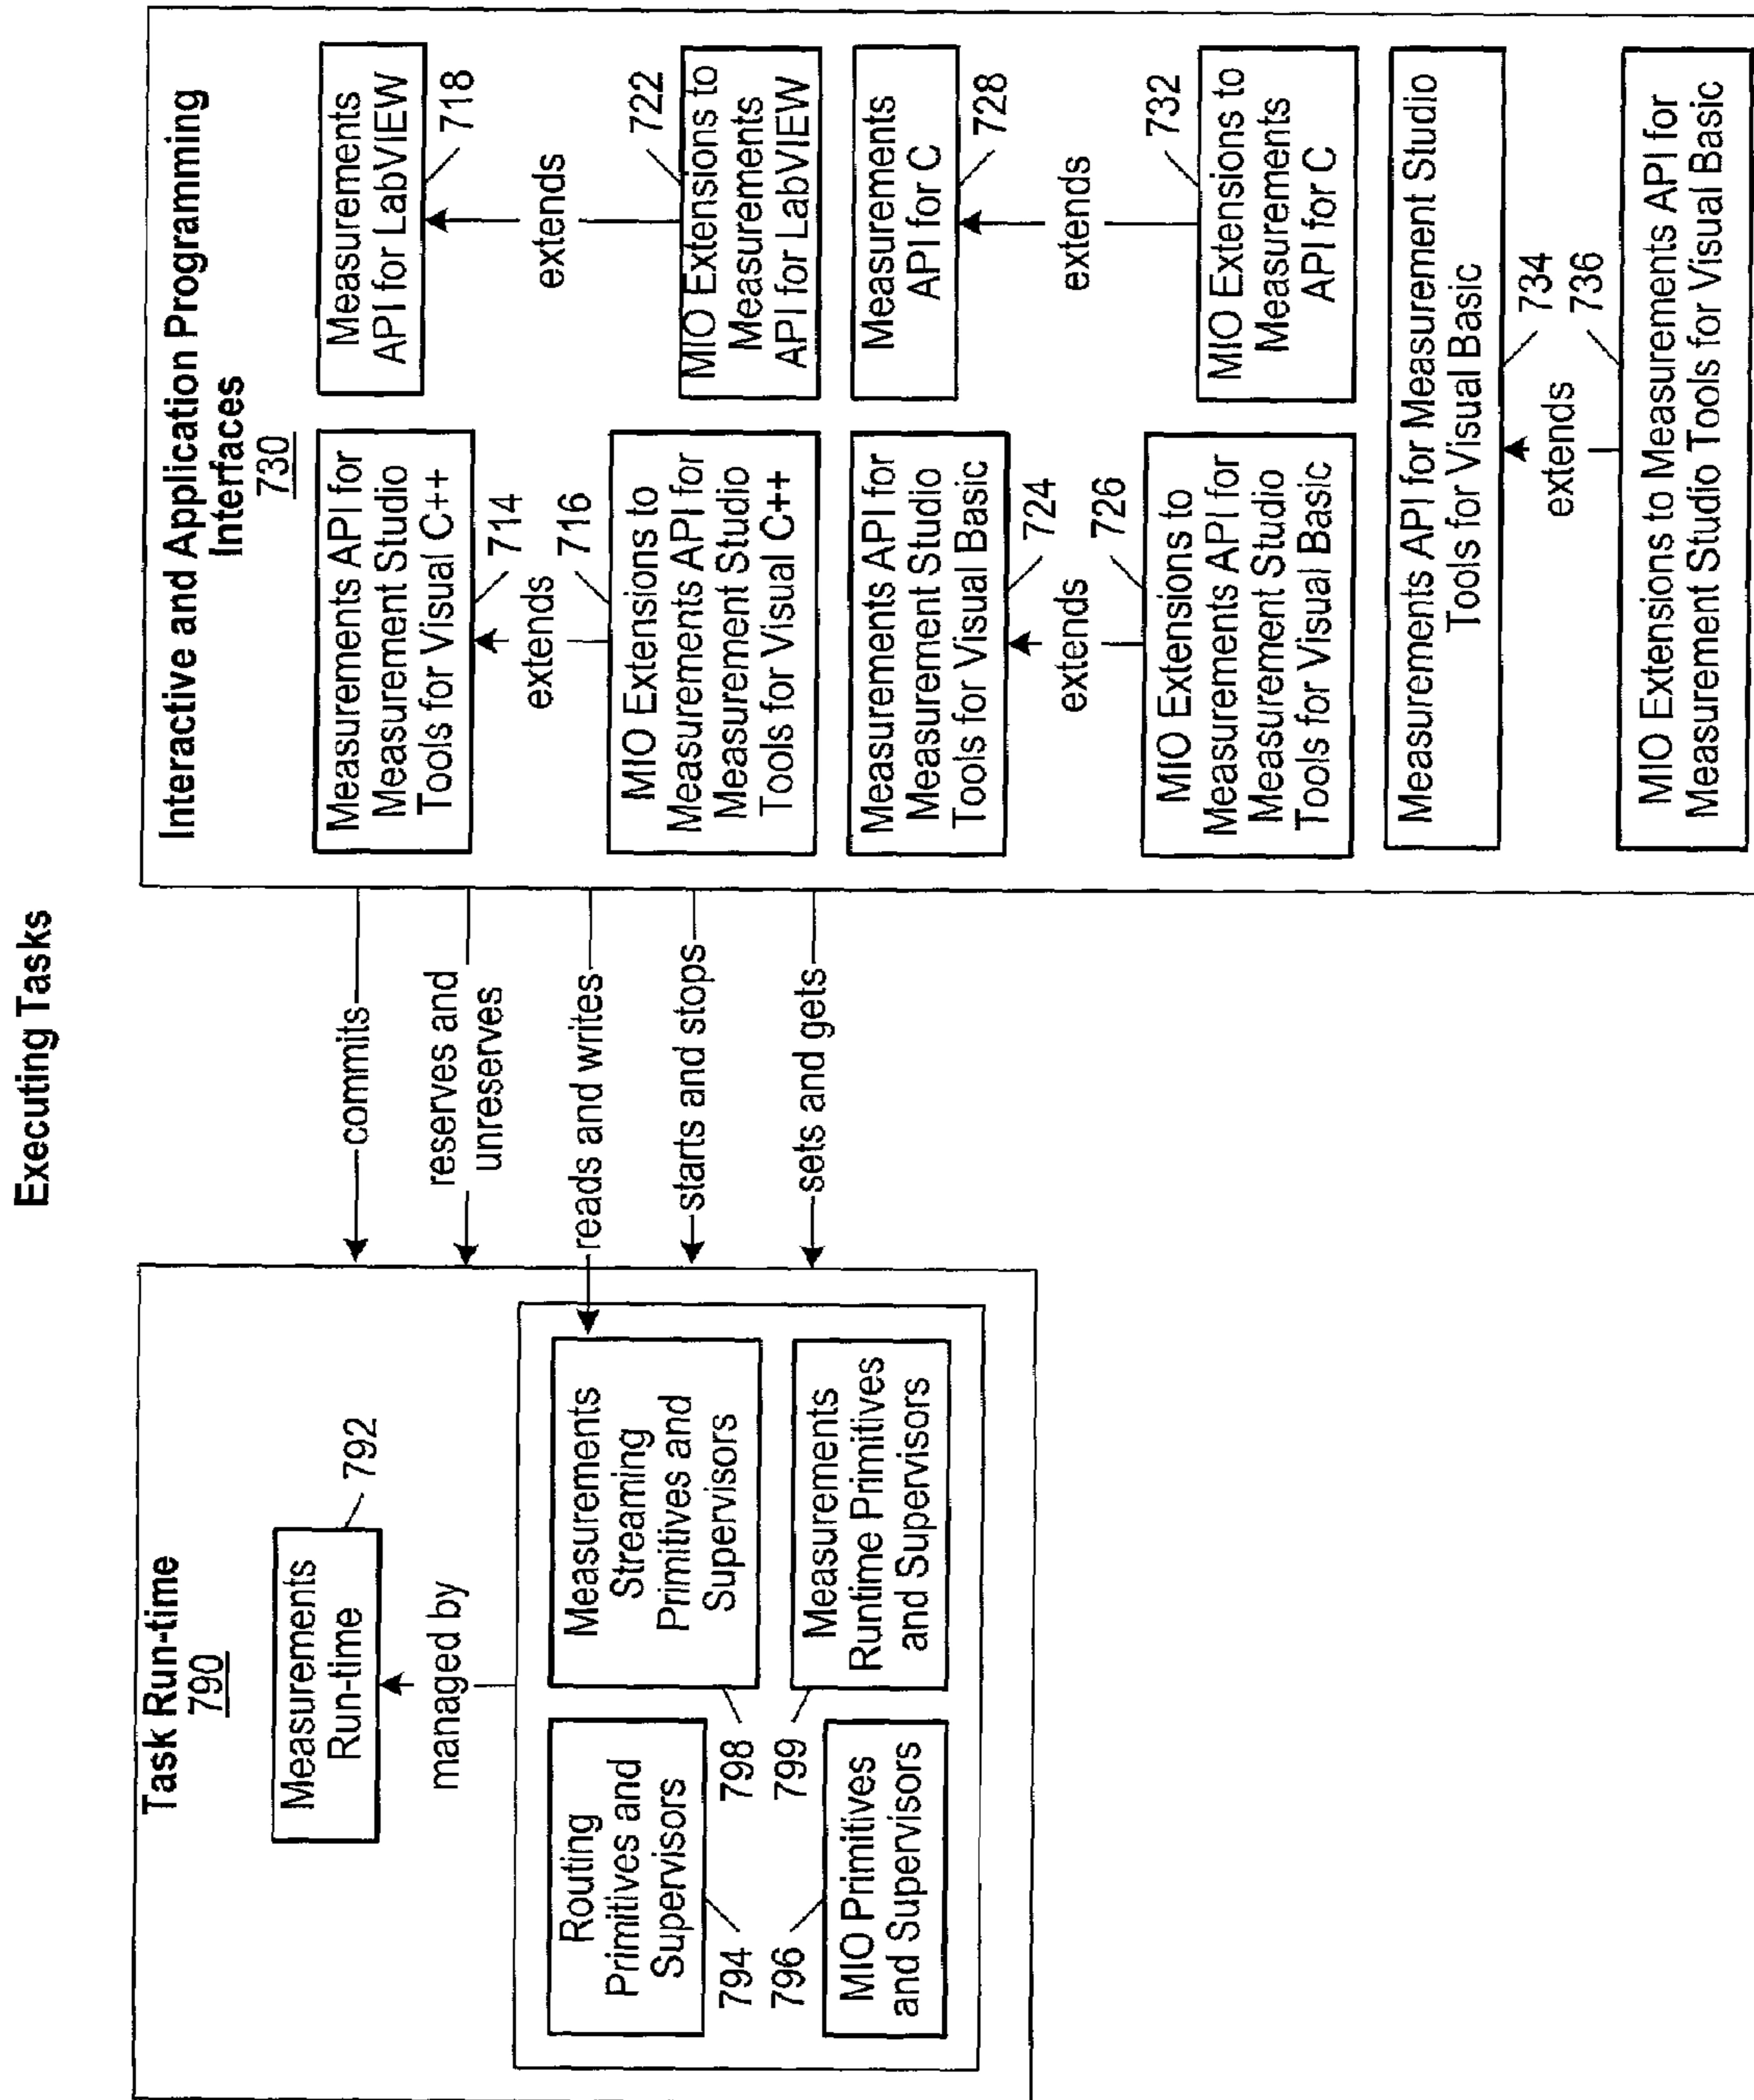 Executing Tasks
Task Run-time
790
Measurements
Run-time
792
managed by
Routing
Primitives and
Supervisors
794
Measurements
Streaming
Primitives and
Supervisors
798
796
MIO Primitives
and Supervisors
799
Measurements
Runtime Primitives
and Supervisors
commits
reserves and
unreserves
reads and writes
starts and stops
sets and gets
Interactive and Application Programming
Interfaces
730
Measurements API for
Measurement Studio
Tools for Visual C++
714
extends
716
MIO Extensions to
Measurements API for
Measurement Studio
Tools for Visual C++
Measurements
API for LabVIEW
718
extends
722
MIO Extensions to
Measurements
API for LabVIEW
Measurements API for
Measurement Studio
Tools for Visual Basic
724
extends
726
MIO Extensions to
Measurements API for
Measurement Studio
Tools for Visual Basic
Measurements
API for C
728
extends
732
MIO Extensions to
Measurements
API for C
Measurements API for Measurement Studio
Tools for Visual Basic
734
extends
736
MIO Extensions to Measurements API for
Measurement Studio Tools for Visual Basic